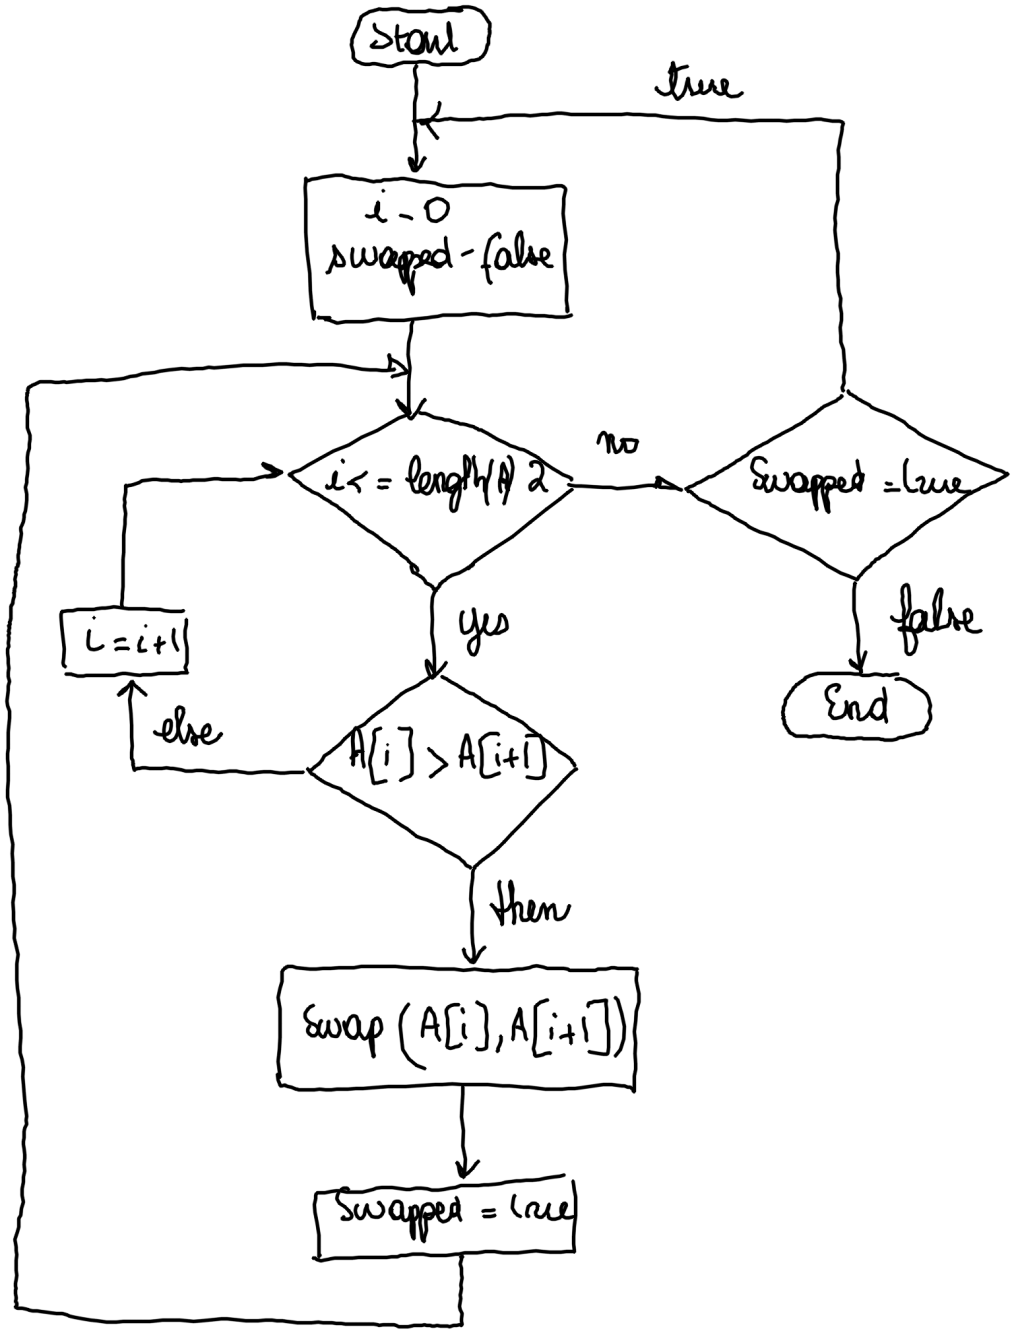 Start
true
i - 0
swapped - false
i < = length(A) 2
no
Swapped = true
yes
false
i = i+1
else
End
A[i] > A[i+1]
then
Swap (A[i], A[i+1])
Swapped = true